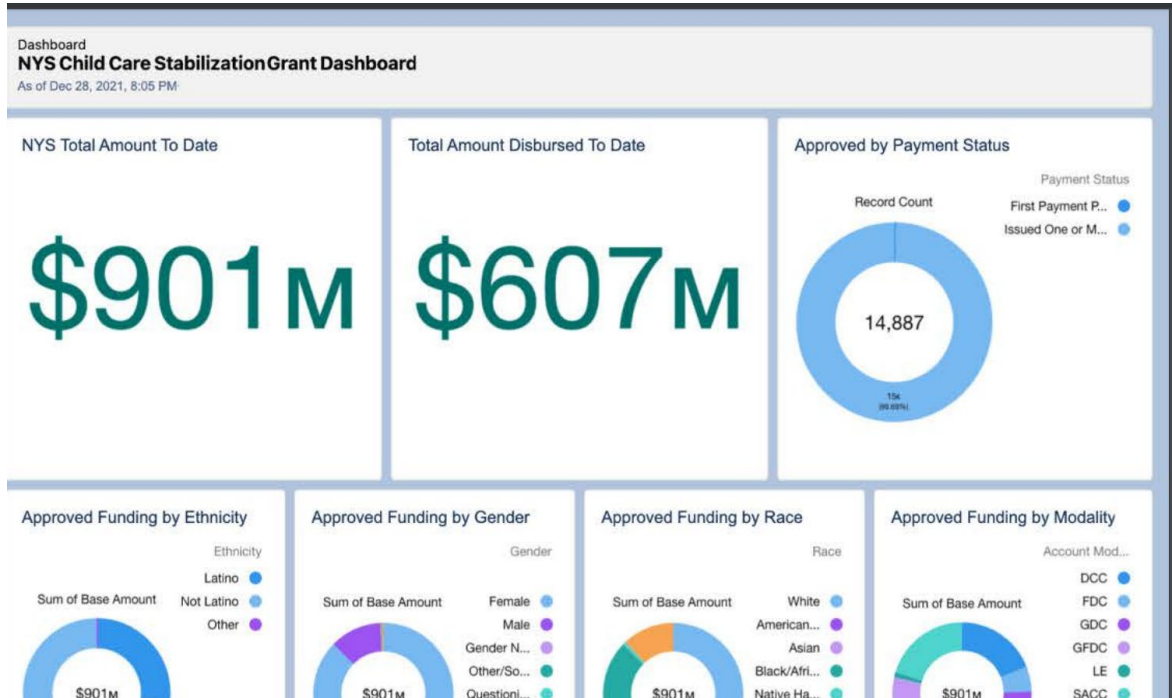 Dashboard
NYS Child Care Stabilization Grant Dashboard
As of Dec 28, 2021, 8:05 PM
NYS Total Amount To Date
$901M
Total Amount Disbursed To Date
$607M
Approved by Payment Status
Payment Status
Record Count
First Payment P...
Issued One or M...
14,887
15K
Approved Funding by Ethnicity
Ethnicity
Latino
Sum of Base Amount
Not Latino
Other
$901M
Approved Funding by Gender
Gender
Sum of Base Amount
Female
Male
Gender N...
Other/So...
Questioni...
$901M
Approved Funding by Race
Race
Sum of Base Amount
White
American...
Asian
Black/Afri...
Native Ha...
$901M
Approved Funding by Modality
Account Mod...
Sum of Base Amount
DCC
FDC
GDC
GFDC
LE
SACC
$901M